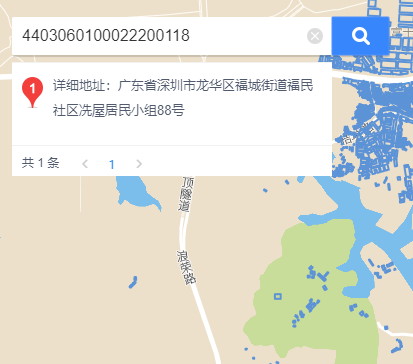 4403060100022200118
1 详细地址：广东省深圳市龙华区福城街道福民
社区冼屋居民小组88号
共 1 条 1
顶隧道
浪荣路